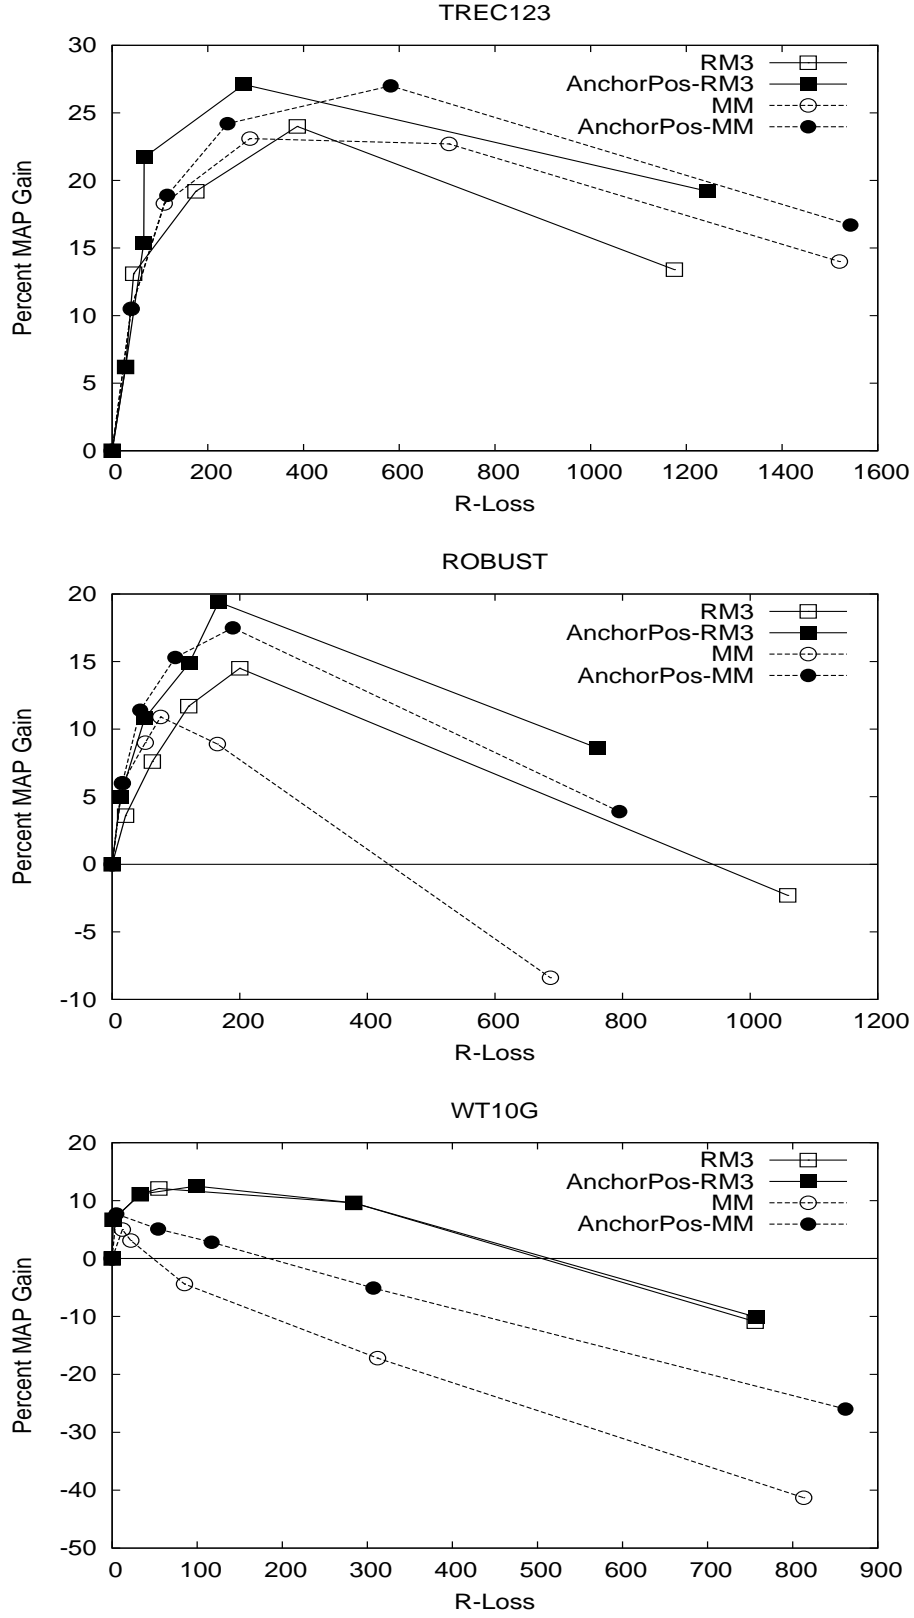 TREC123
30
25
20
15
10
5
0
Percent MAP Gain
RM3
AnchorPos-RM3
MM
AnchorPos-MM
0 200 400 600 800 1000 1200 1400 1600
R-Loss
ROBUST
20
15
10
5
0
-5
-10
Percent MAP Gain
RM3
AnchorPos-RM3
MM
AnchorPos-MM
0 200 400 600 800 1000 1200
R-Loss
WT10G
20
10
0
-10
-20
-30
-40
-50
Percent MAP Gain
RM3
AnchorPos-RM3
MM
AnchorPos-MM
0 100 200 300 400 500 600 700 800 900
R-Loss